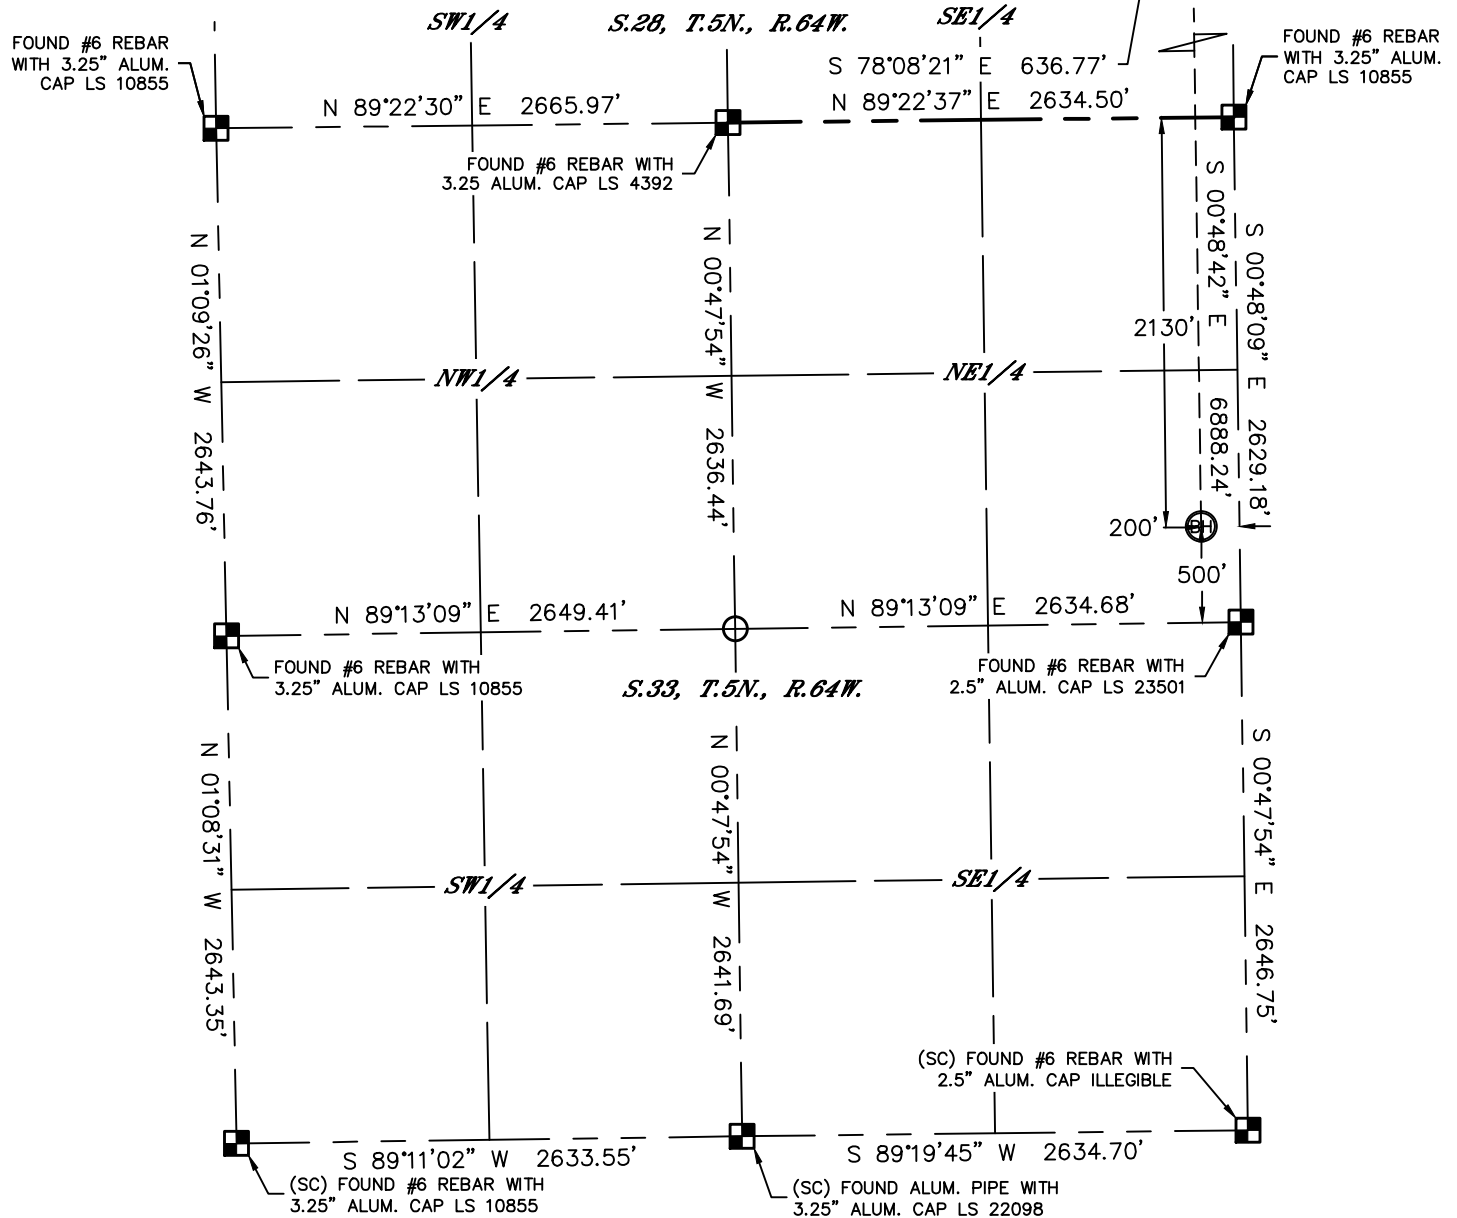 SW1/4
S.28, T.5N., R.64W.
SE1/4
FOUND #6 REBAR
WITH 3.25" ALUM.
CAP LS 10855
FOUND #6 REBAR
WITH 3.25" ALUM.
CAP LS 10855
S 78°08'21" E 636.77'
N 89°22'30" E 2665.97'
N 89°22'37" E 2634.50'
FOUND #6 REBAR WITH
3.25 ALUM. CAP LS 4392
N 01°09'26" W 2643.76'
N 00°47'54" W 2636.44'
S 00°48'42" E 6888.24'
S 00°48'09" E 2629.18'
2130'
NW1/4
NE1/4
200'
BH
500'
N 89°13'09" E 2649.41'
N 89°13'09" E 2634.68'
FOUND #6 REBAR WITH
3.25" ALUM. CAP LS 10855
FOUND #6 REBAR WITH
2.5" ALUM. CAP LS 23501
S.33, T.5N., R.64W.
N 01°08'31" W 2643.35'
N 00°47'54" W 2641.69'
S 00°47'54" E 2646.75'
SW1/4
SE1/4
(SC) FOUND #6 REBAR WITH
2.5" ALUM. CAP ILLEGIBLE
S 89°11'02" W 2633.55'
S 89°19'45" W 2634.70'
(SC) FOUND #6 REBAR WITH
3.25" ALUM. CAP LS 10855
(SC) FOUND ALUM. PIPE WITH
3.25" ALUM. CAP LS 22098